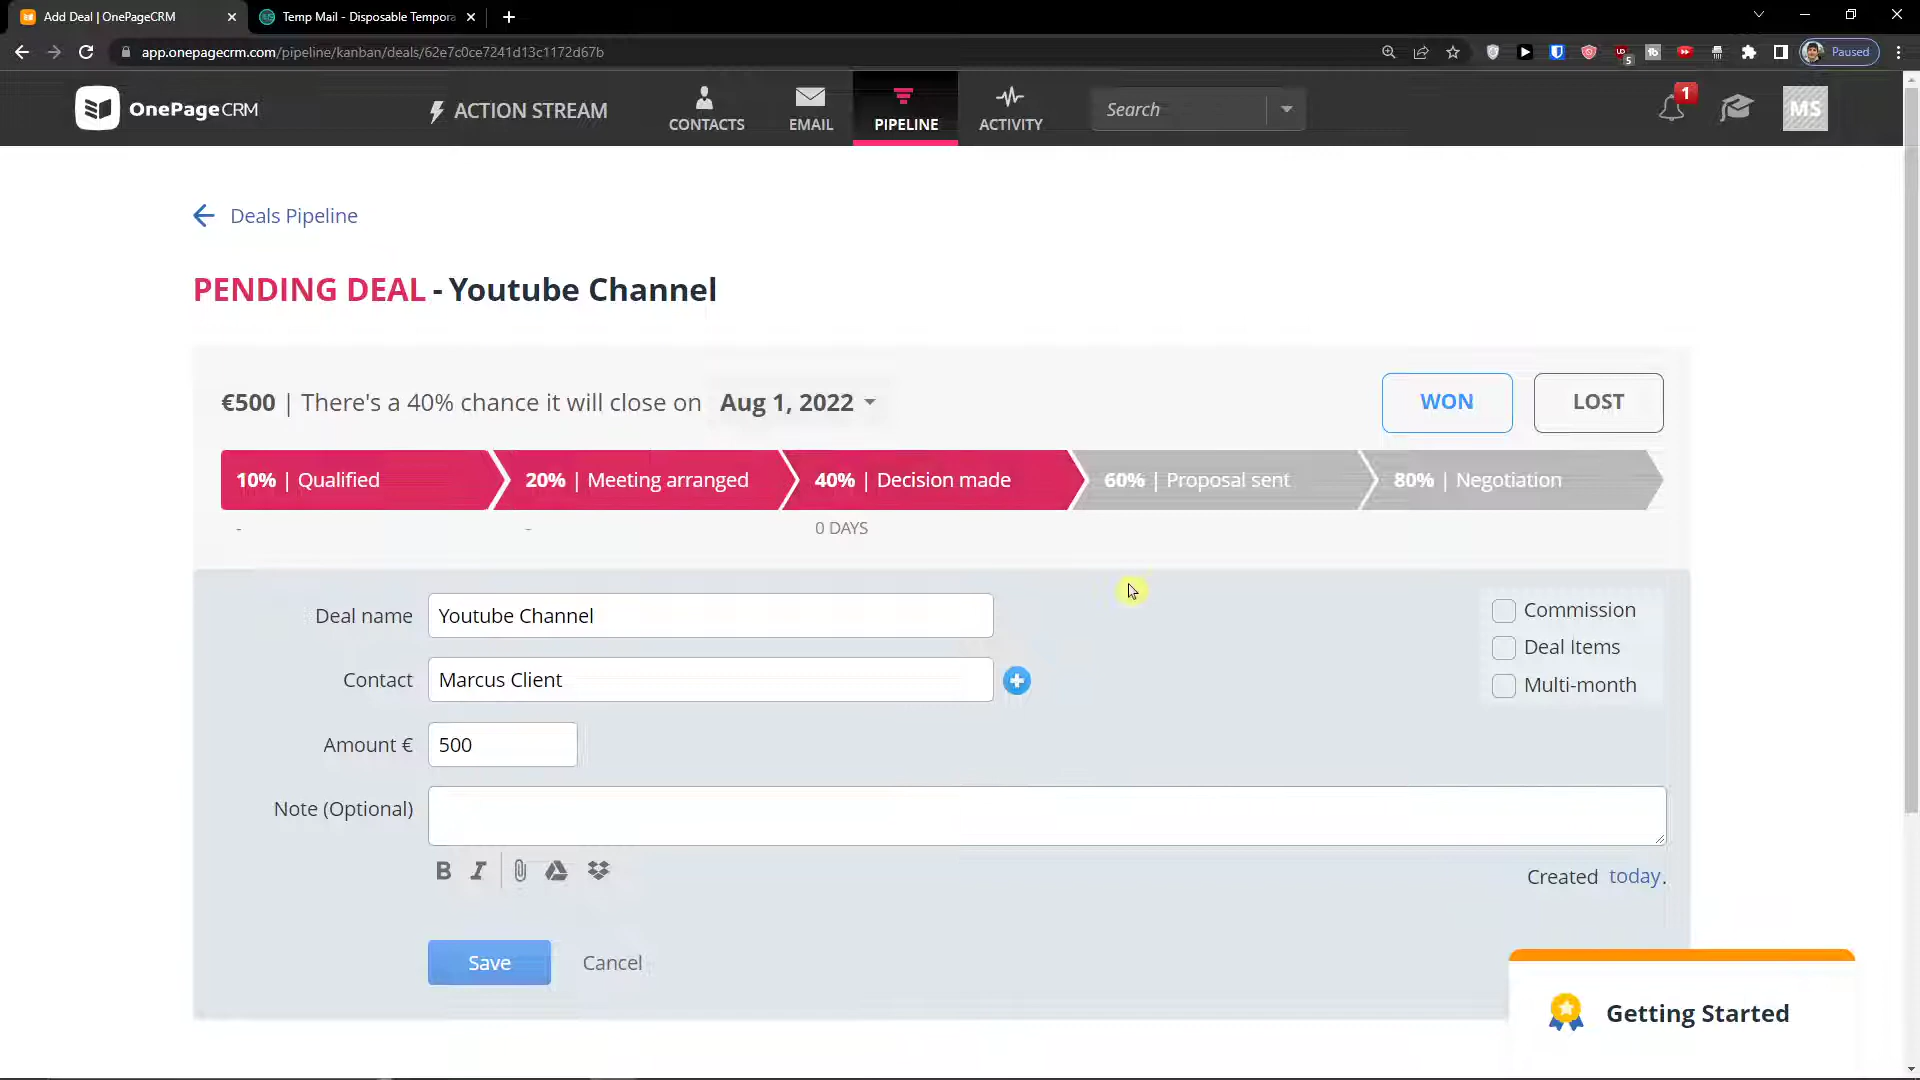 Add Deal | OnePageCRM
Temp Mail - Disposable Tempora
app.onepagecrm.com/pipeline/kanban/deals/62e7c0ce7241d13c1172d67b
5
Paused
OnePageCRM
ACTION STREAM
CONTACTS
EMAIL
PIPELINE
ACTIVITY
Search
1
MS
Deals Pipeline
PENDING DEAL - Youtube Channel
€500 | There's a 40% chance it will close on Aug 1, 2022
WON
LOST
10% | Qualified
20% | Meeting arranged
40% | Decision made
60% | Proposal sent
80% | Negotiation
-
-
0 DAYS
Deal name
Youtube Channel
Commission
Deal Items
Contact
Marcus Client
Multi-month
Amount €
500
Note (Optional)
B I
Created today.
Save
Cancel
Getting Started